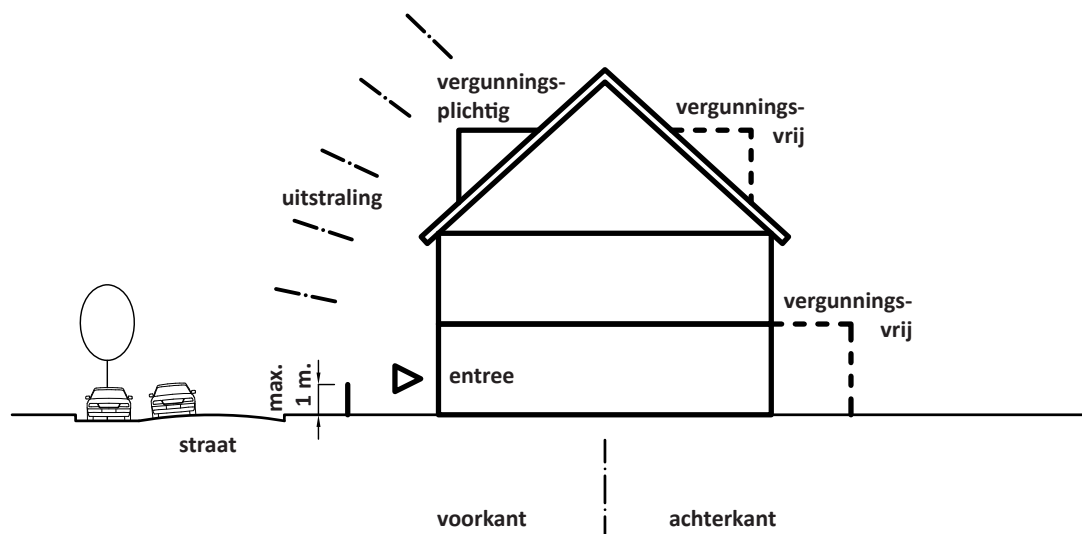 vergunnings-
plichtig
vergunnings-
vrij
uitstraling
vergunnings-
vrij
max.
1 m.
entree
straat
voorkant
achterkant